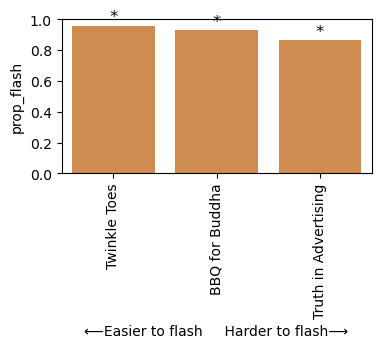 * * *
1.0
0.8
0.6
0.4
0.2
0.0
prop_flash
Twinkle Toes
BBQ for Buddha
Truth in Advertising
⟵Easier to flash     Harder to flash⟶